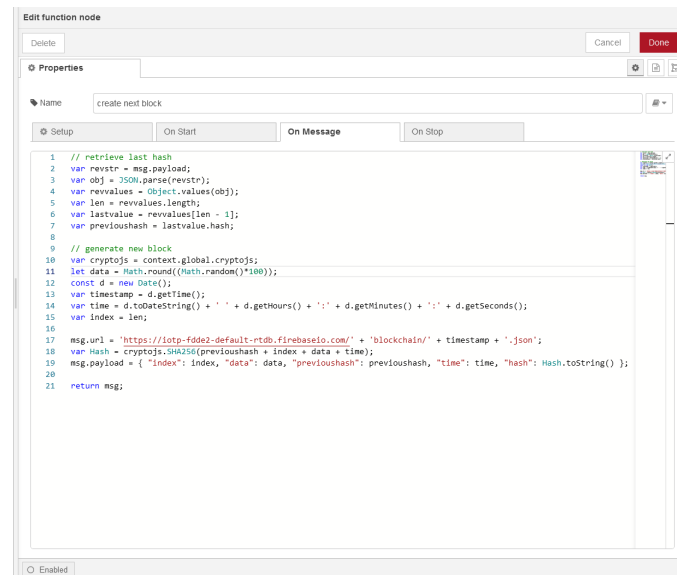 Edit function node
Delete Cancel Done
Properties
Name create next block
Setup On Start On Message On Stop
1 // retrieve last hash
2 var revstr = msg.payload;
3 var obj = JSON.parse(revstr);
4 var revvalues = Object.values(obj);
5 var len = revvalues.length;
6 var lastvalue = revvalues[len - 1];
7 var previoushash = lastvalue.hash;
8
9 // generate new block
10 var cryptojs = context.global.cryptojs;
11 let data = Math.round((Math.random()*100));
12 const d = new Date();
13 var timestamp = d.getTime();
14 var time = d.toDateString() + ' ' + d.getHours() + ':' + d.getMinutes() + ':' + d.getSeconds();
15 var index = len;
16
17 msg.url = 'https://iotp-fdde2-default-rtdb.firebaseio.com/' + 'blockchain/' + timestamp + '.json';
18 var Hash = cryptojs.SHA256(previoushash + index + data + time);
19 msg.payload = { "index": index, "data": data, "previoushash": previoushash, "time": time, "hash": Hash.toString() };
20
21 return msg;
Enabled